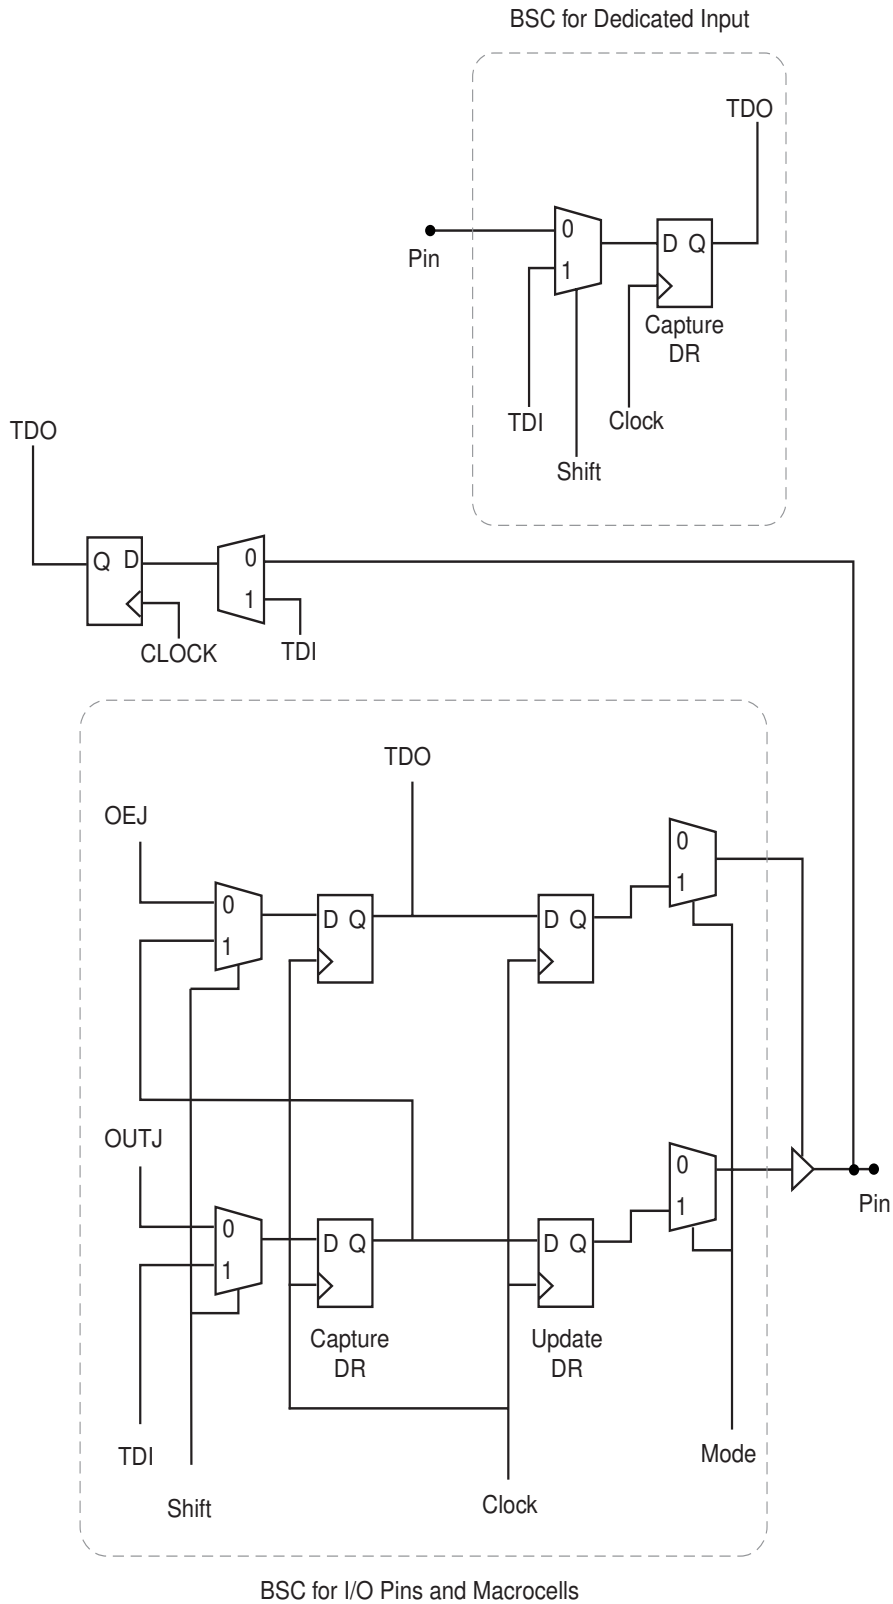 BSC for Dedicated Input
TDO
0
Pin
D Q
1
Capture
DR
TDI
Clock
Shift
TDO
Q D
0
1
CLOCK
TDI
TDO
OEJ
0
1
D Q
D Q
0
1
OUTJ
0
1
D Q
D Q
0
1
Pin
Capture
DR
Update
DR
TDI
Mode
Shift
Clock
BSC for I/O Pins and Macrocells